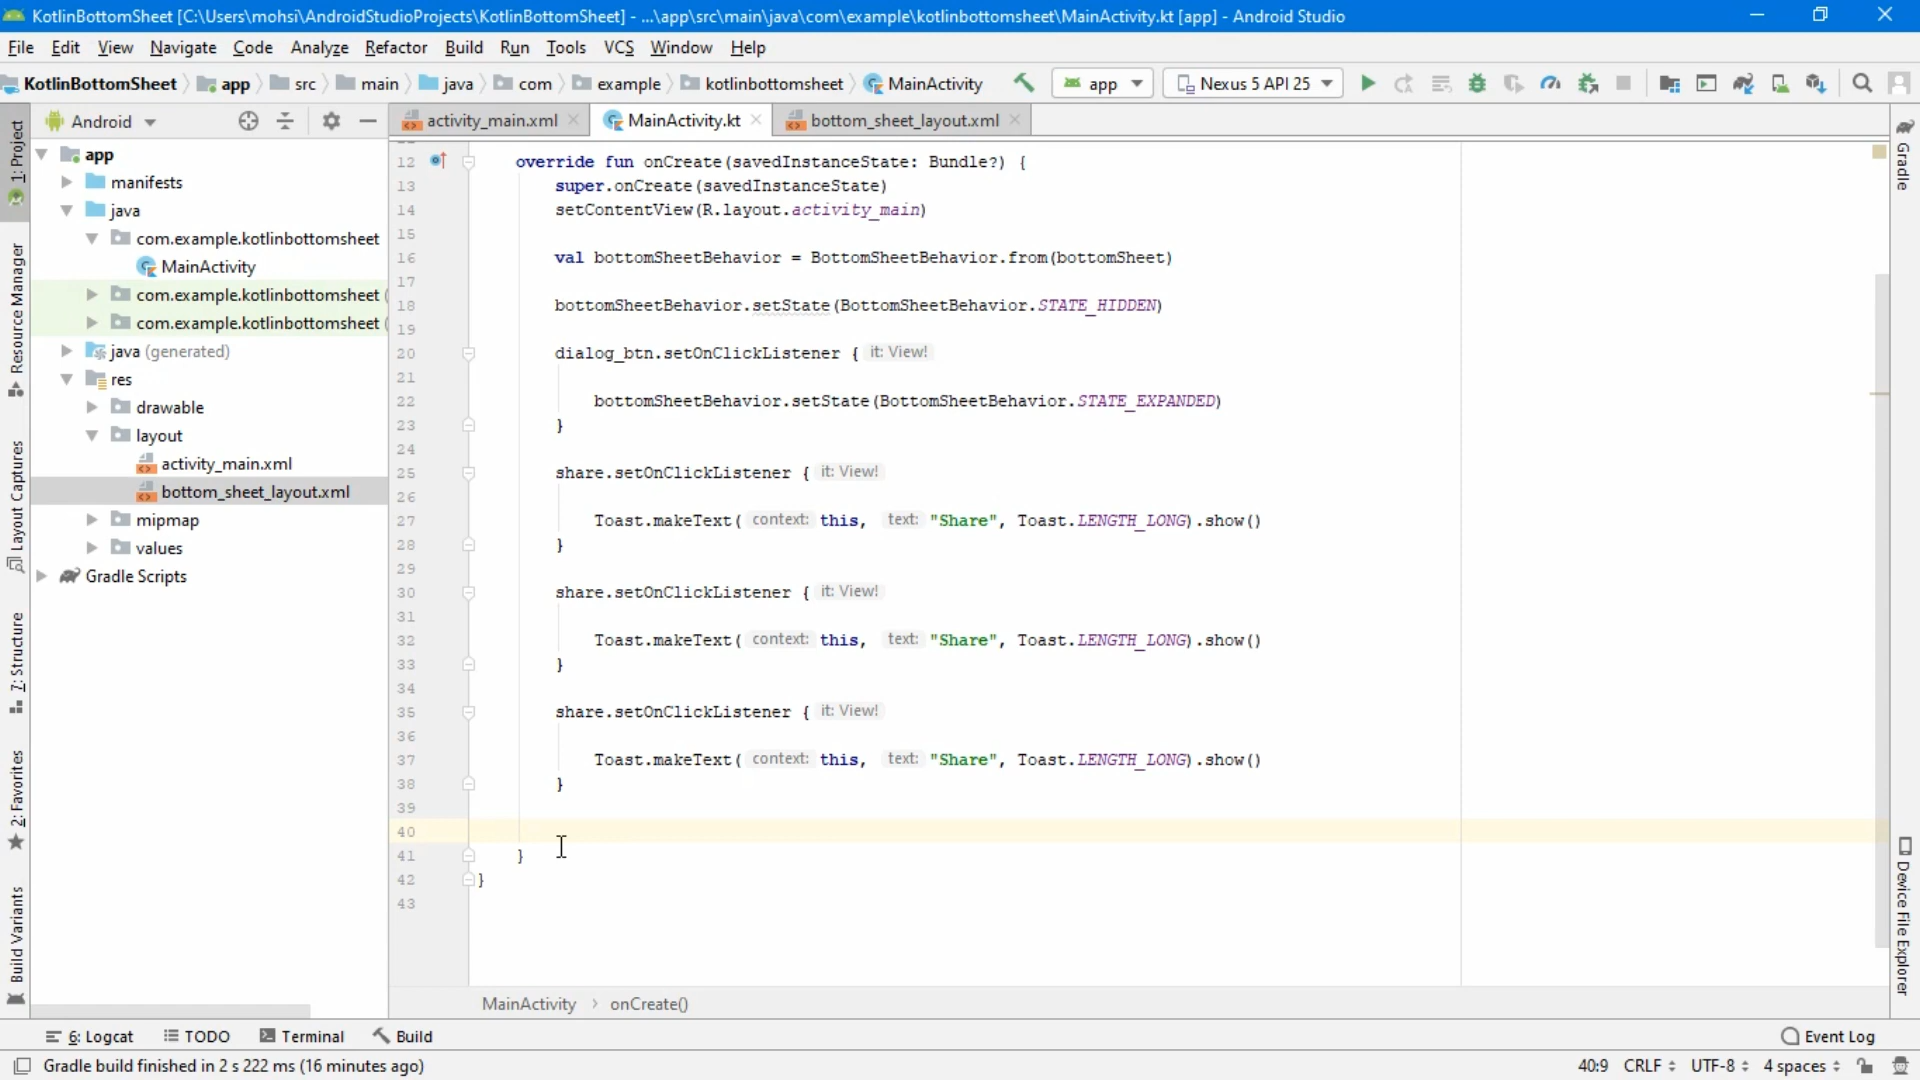 KotlinBottomSheet [C:\Users\mohsi\AndroidStudioProjects\KotlinBottomSheet] - ...\app\src\main\java\com\example\kotlinbottomsheet\MainActivity.kt [app] - Android Studio
File Edit View Navigate Code Analyze Refactor Build Run Tools VCS Window Help
KotlinBottomSheet app src main java com example kotlinbottomsheet MainActivity app Nexus 5 API 25
Android activity_main.xml MainActivity.kt bottom_sheet_layout.xml
1: Project
Resource Manager
Layout Captures
7: Structure
2: Favorites
Build Variants
app
manifests
java
com.example.kotlinbottomsheet
MainActivity
com.example.kotlinbottomsheet (
com.example.kotlinbottomsheet (
java (generated)
res
drawable
layout
activity_main.xml
bottom_sheet_layout.xml
mipmap
values
Gradle Scripts
12 override fun onCreate(savedInstanceState: Bundle?) {
13 super.onCreate(savedInstanceState)
14 setContentView(R.layout.activity_main)
15
16 val bottomSheetBehavior = BottomSheetBehavior.from(bottomSheet)
17
18 bottomSheetBehavior.setState(BottomSheetBehavior.STATE_HIDDEN)
19
20 dialog_btn.setOnClickListener { it: View!
21
22 bottomSheetBehavior.setState(BottomSheetBehavior.STATE_EXPANDED)
23 }
24
25 share.setOnClickListener { it: View!
26
27 Toast.makeText( context: this, text: "Share", Toast.LENGTH_LONG).show()
28 }
29
30 share.setOnClickListener { it: View!
31
32 Toast.makeText( context: this, text: "Share", Toast.LENGTH_LONG).show()
33 }
34
35 share.setOnClickListener { it: View!
36
37 Toast.makeText( context: this, text: "Share", Toast.LENGTH_LONG).show()
38 }
39
40
41 }
42 }
43
Gradle
Device File Explorer
MainActivity › onCreate()
6: Logcat TODO Terminal Build Event Log
Gradle build finished in 2 s 222 ms (16 minutes ago) 40:9 CRLF UTF-8 4 spaces